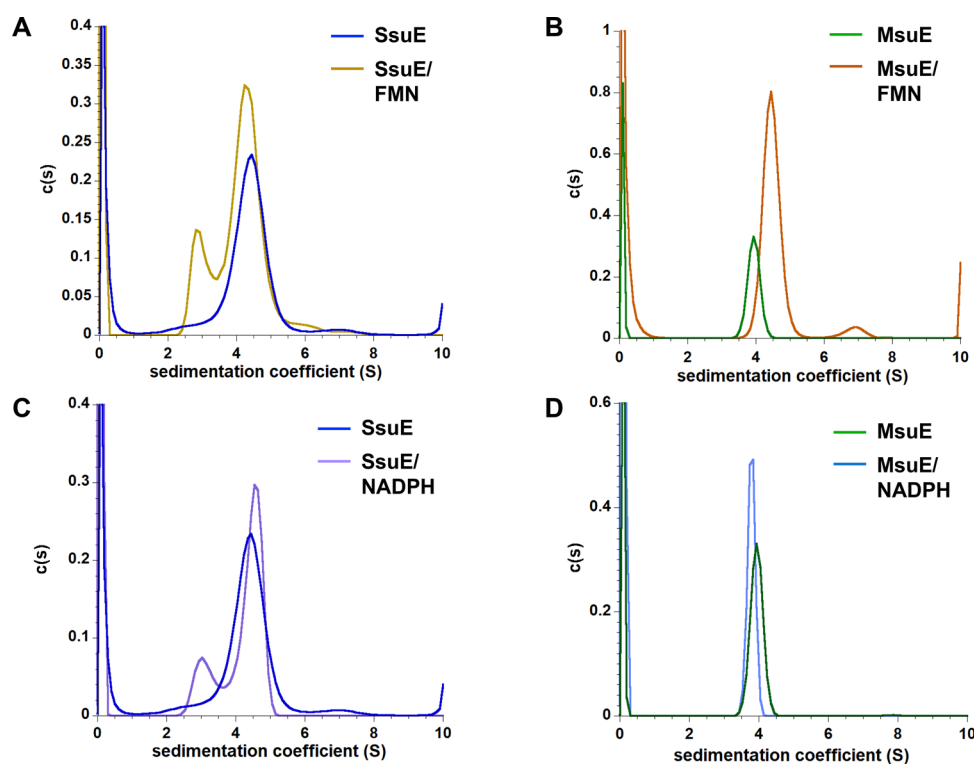 A
SsuE
SsuE/
FMN
c(s)
0.4
0.35
0.3
0.25
0.2
0.15
0.1
0.05
0
0 2 4 6 8 10
sedimentation coefficient (S)
B
MsuE
MsuE/
FMN
c(s)
1
0.8
0.6
0.4
0.2
0
0 2 4 6 8 10
sedimentation coefficient (S)
C
SsuE
SsuE/
NADPH
c(s)
0.4
0.3
0.2
0.1
0
0 2 4 6 8 10
sedimentation coefficient (S)
D
MsuE
MsuE/
NADPH
c(s)
0.6
0.4
0.2
0
0 2 4 6 8 10
sedimentation coefficient (S)